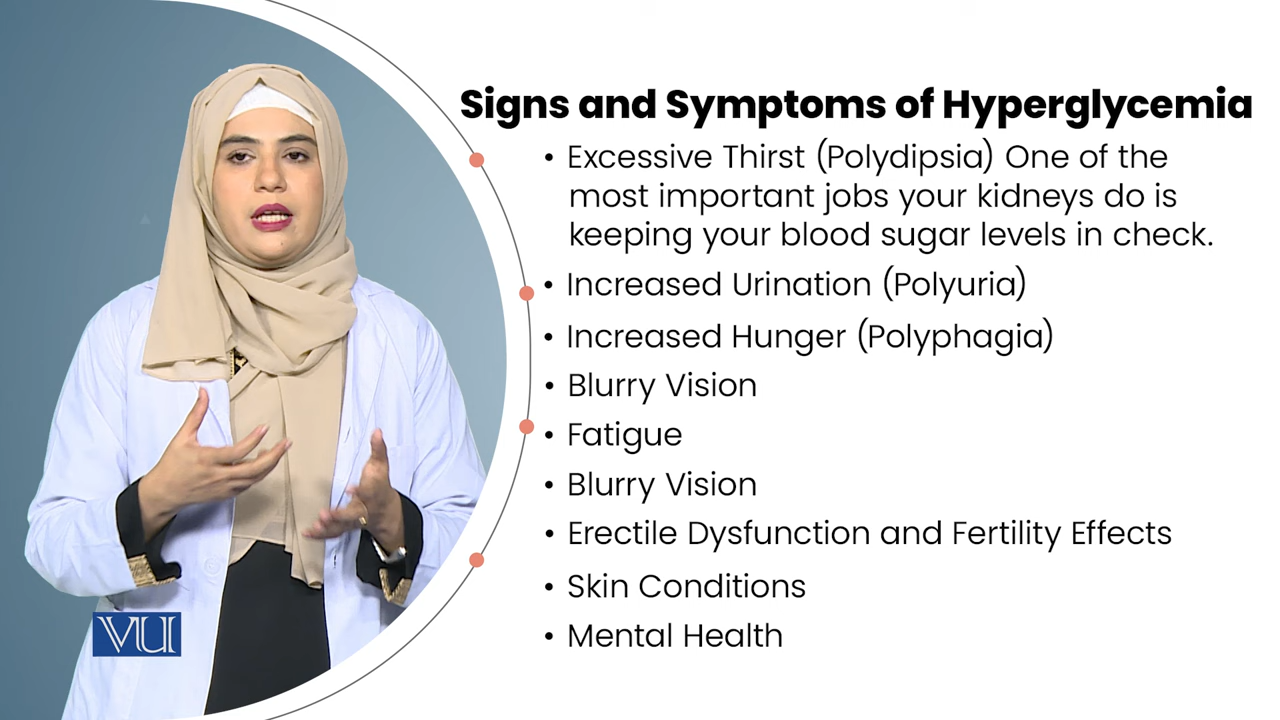 Signs and Symptoms of Hyperglycemia
• Excessive Thirst (Polydipsia) One of the
most important jobs your kidneys do is
keeping your blood sugar levels in check.
• Increased Urination (Polyuria)
• Increased Hunger (Polyphagia)
• Blurry Vision
• Fatigue
• Blurry Vision
• Erectile Dysfunction and Fertility Effects
• Skin Conditions
• Mental Health
VU